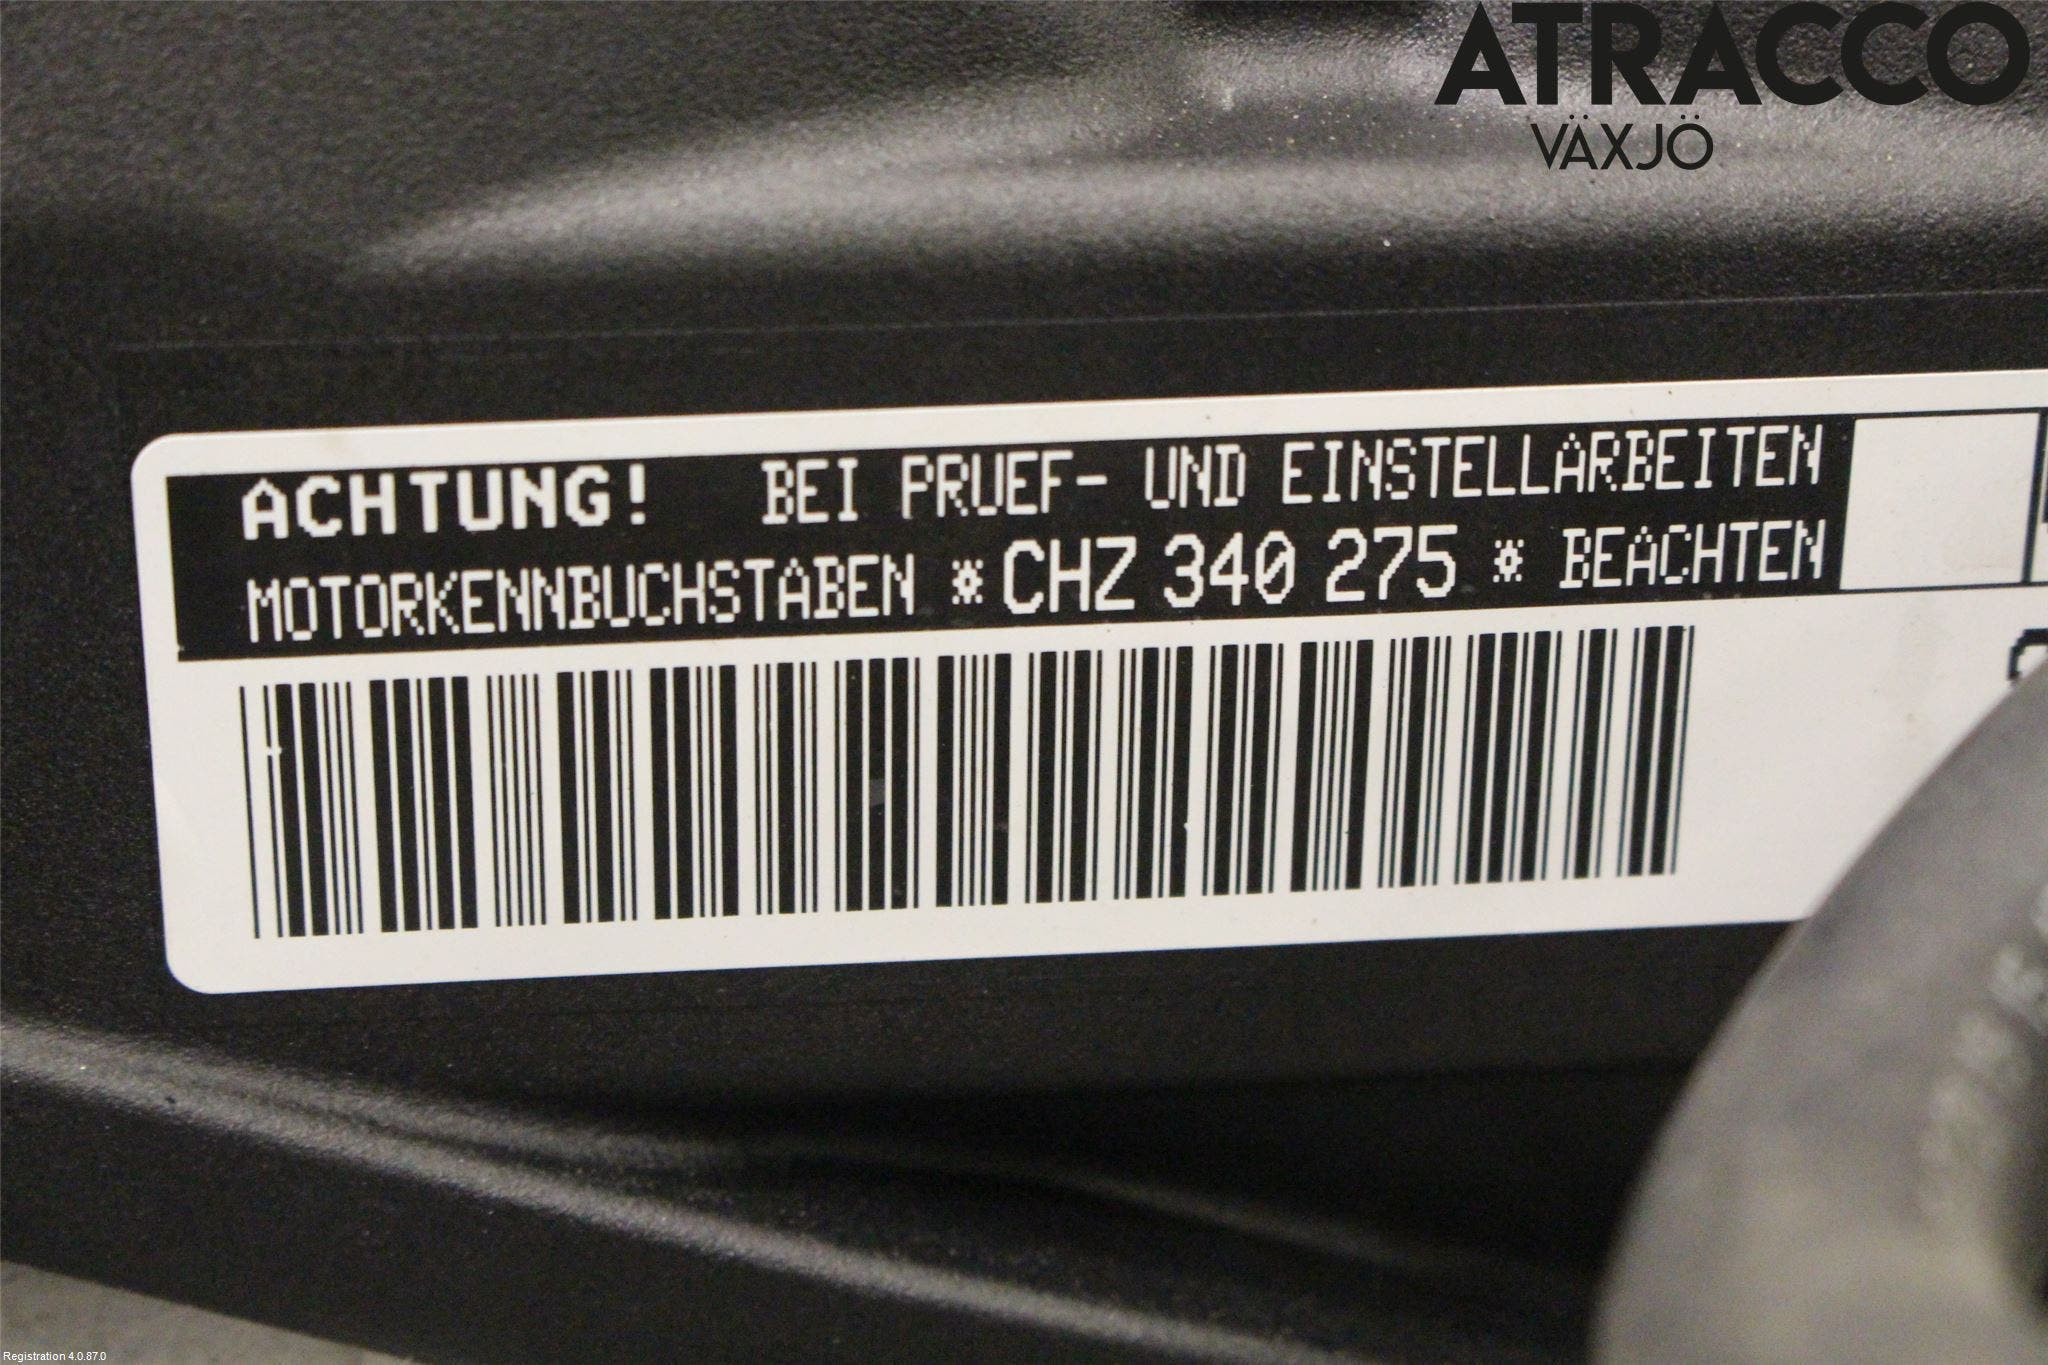 ATRACCO
VÄXJÖ
ACHTUNG! BEI PRUEF- UND EINSTELLARBEITEN
MOTORKENNBUCHSTABEN *CHZ 340 275 * BEACHTEN
Registration 4.0.87.0